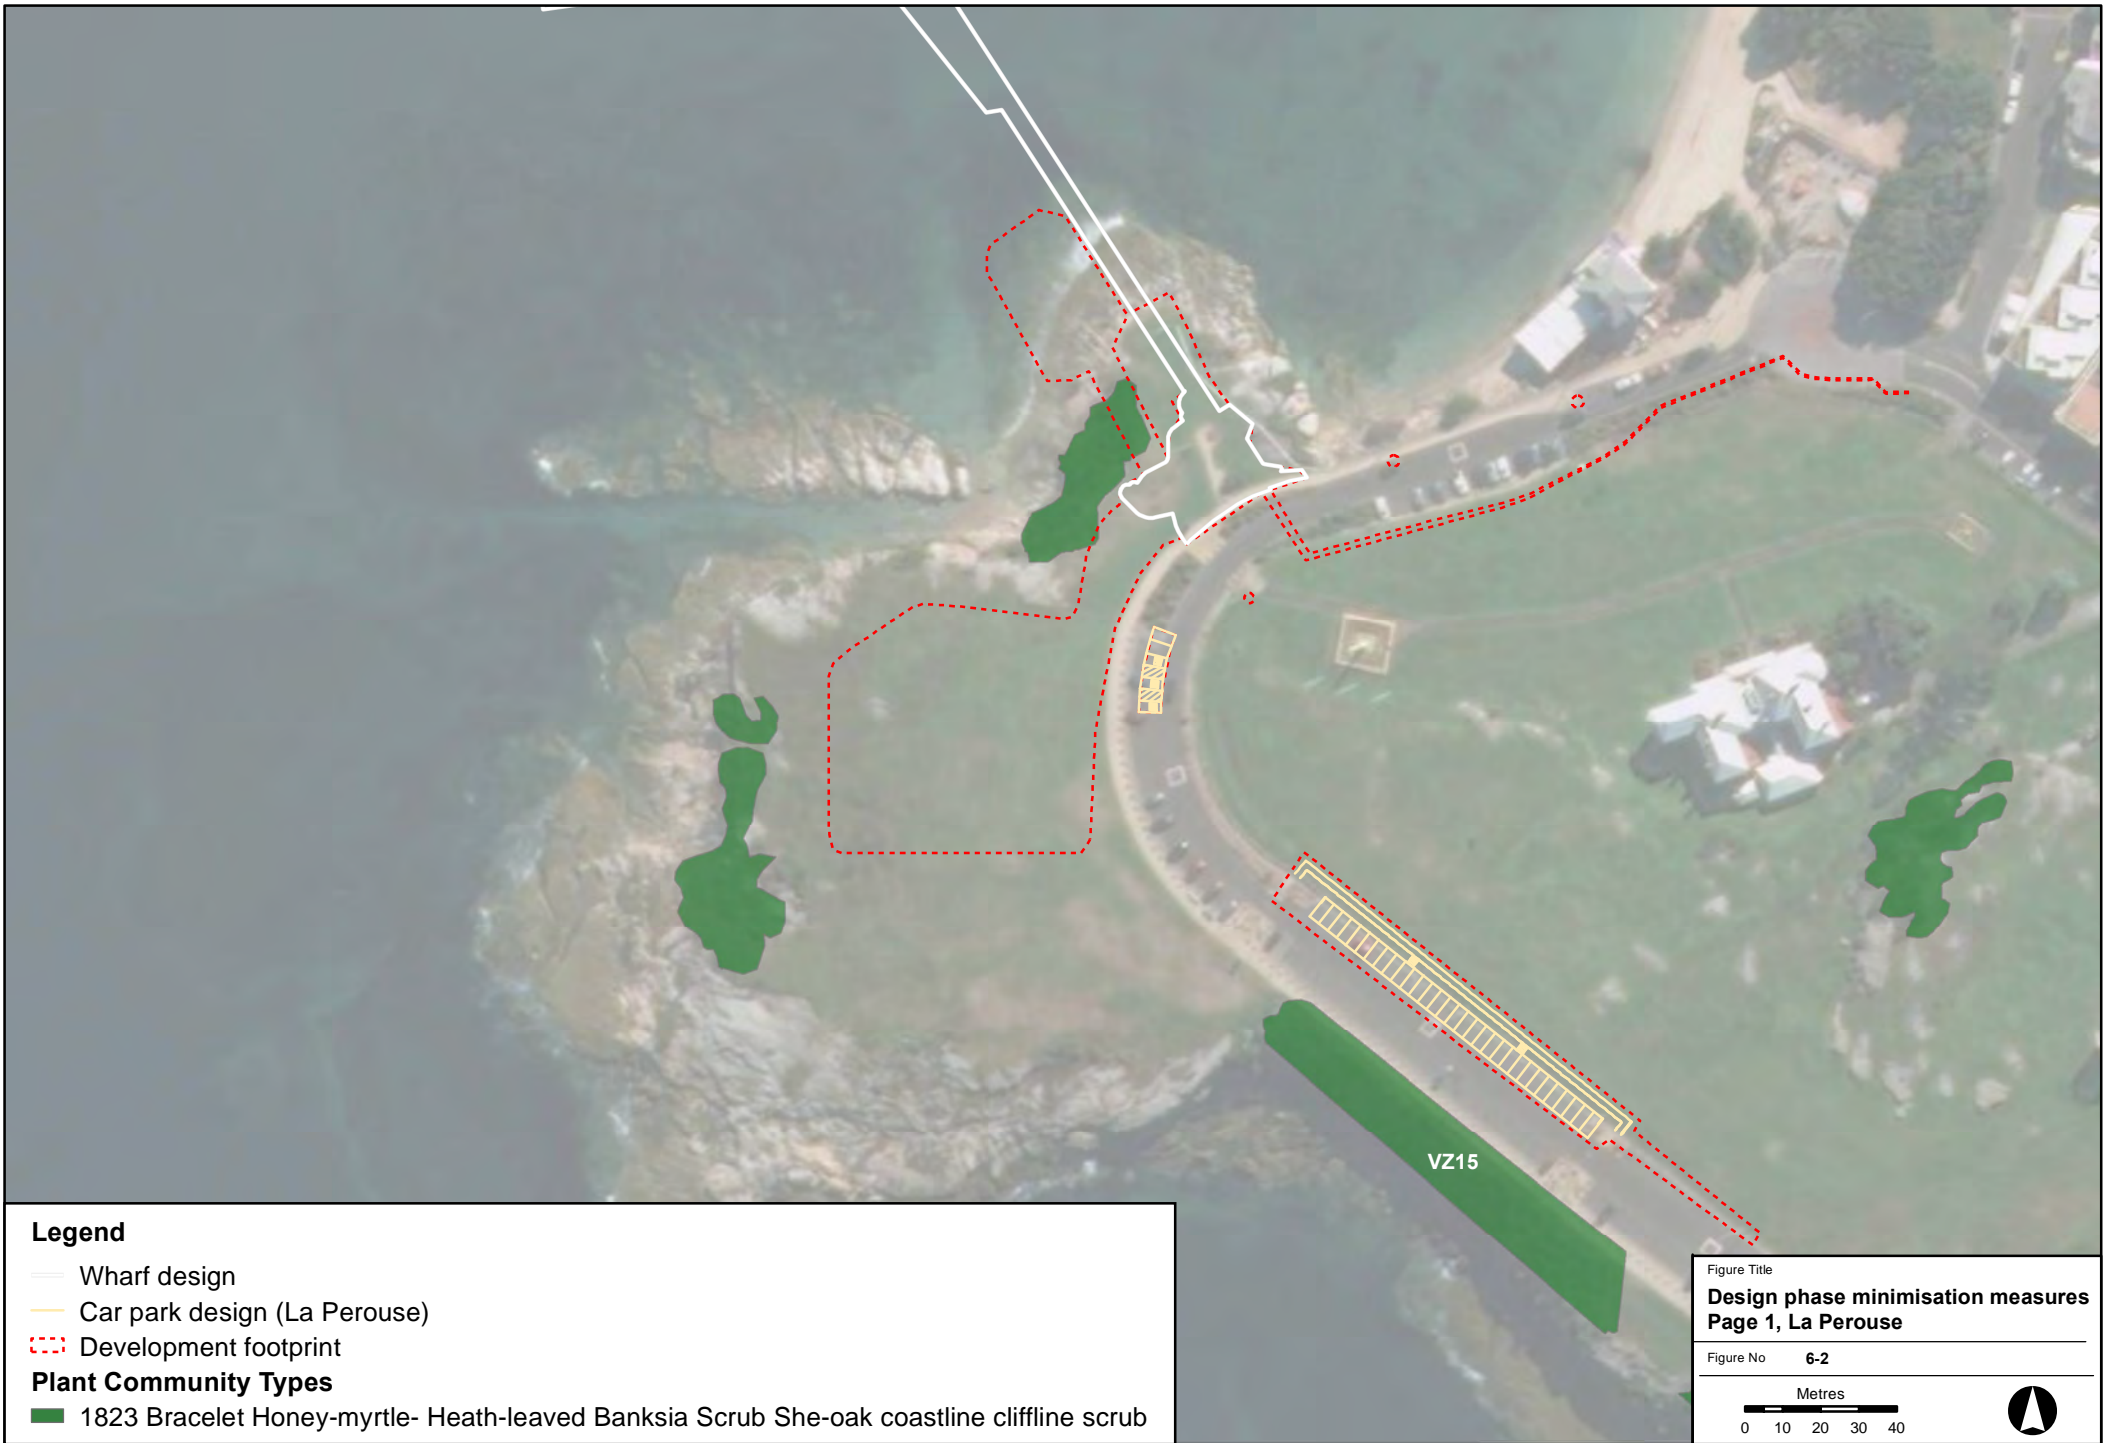 VZ15
Legend
Wharf design
Car park design (La Perouse)
Development footprint
Plant Community Types
1823 Bracelet Honey-myrtle- Heath-leaved Banksia Scrub She-oak coastline cliffline scrub
Figure Title
Design phase minimisation measures
Page 1, La Perouse
Figure No 6-2
Metres
0 10 20 30 40